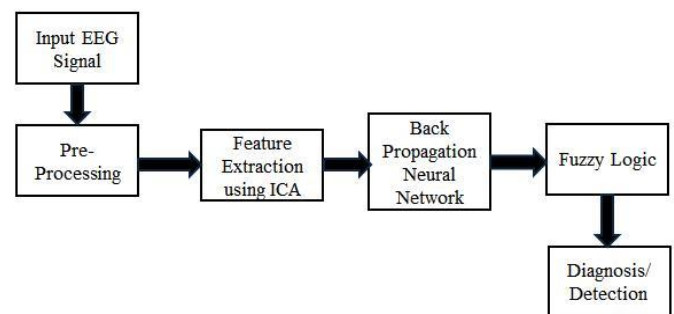 Input EEG
Signal
Pre-
Processing
Feature
Extraction
using ICA
Back
Propagation
Neural
Network
Fuzzy Logic
Diagnosis/
Detection